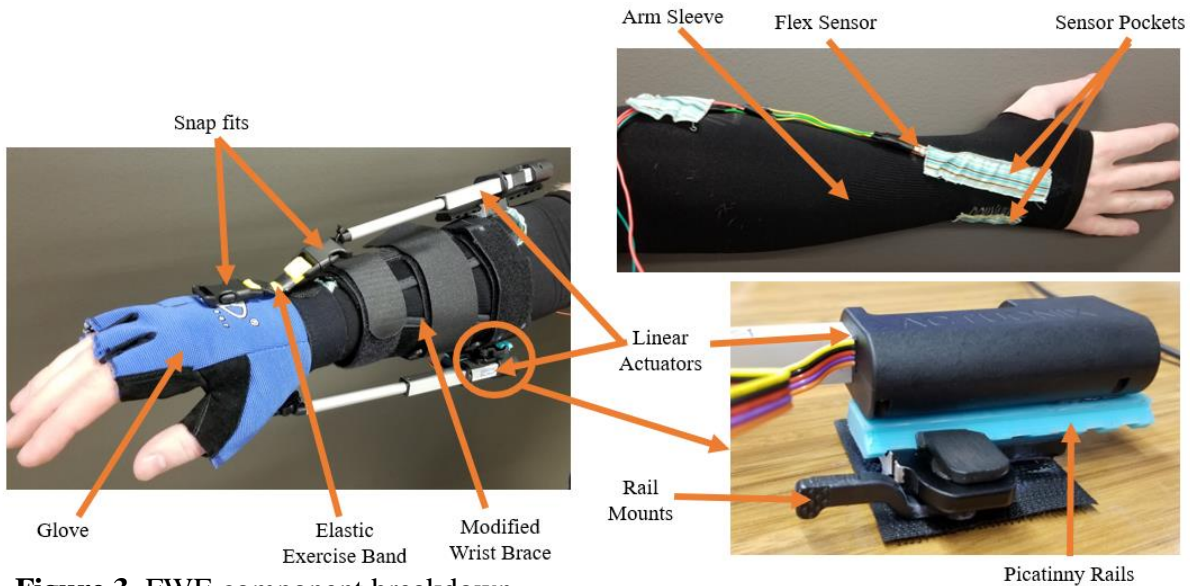 Arm Sleeve
Flex Sensor
Sensor Pockets
Snap fits
Linear
Actuators
Rail
Mounts
Glove
Elastic
Exercise Band
Modified
Wrist Brace
Picatinny Rails